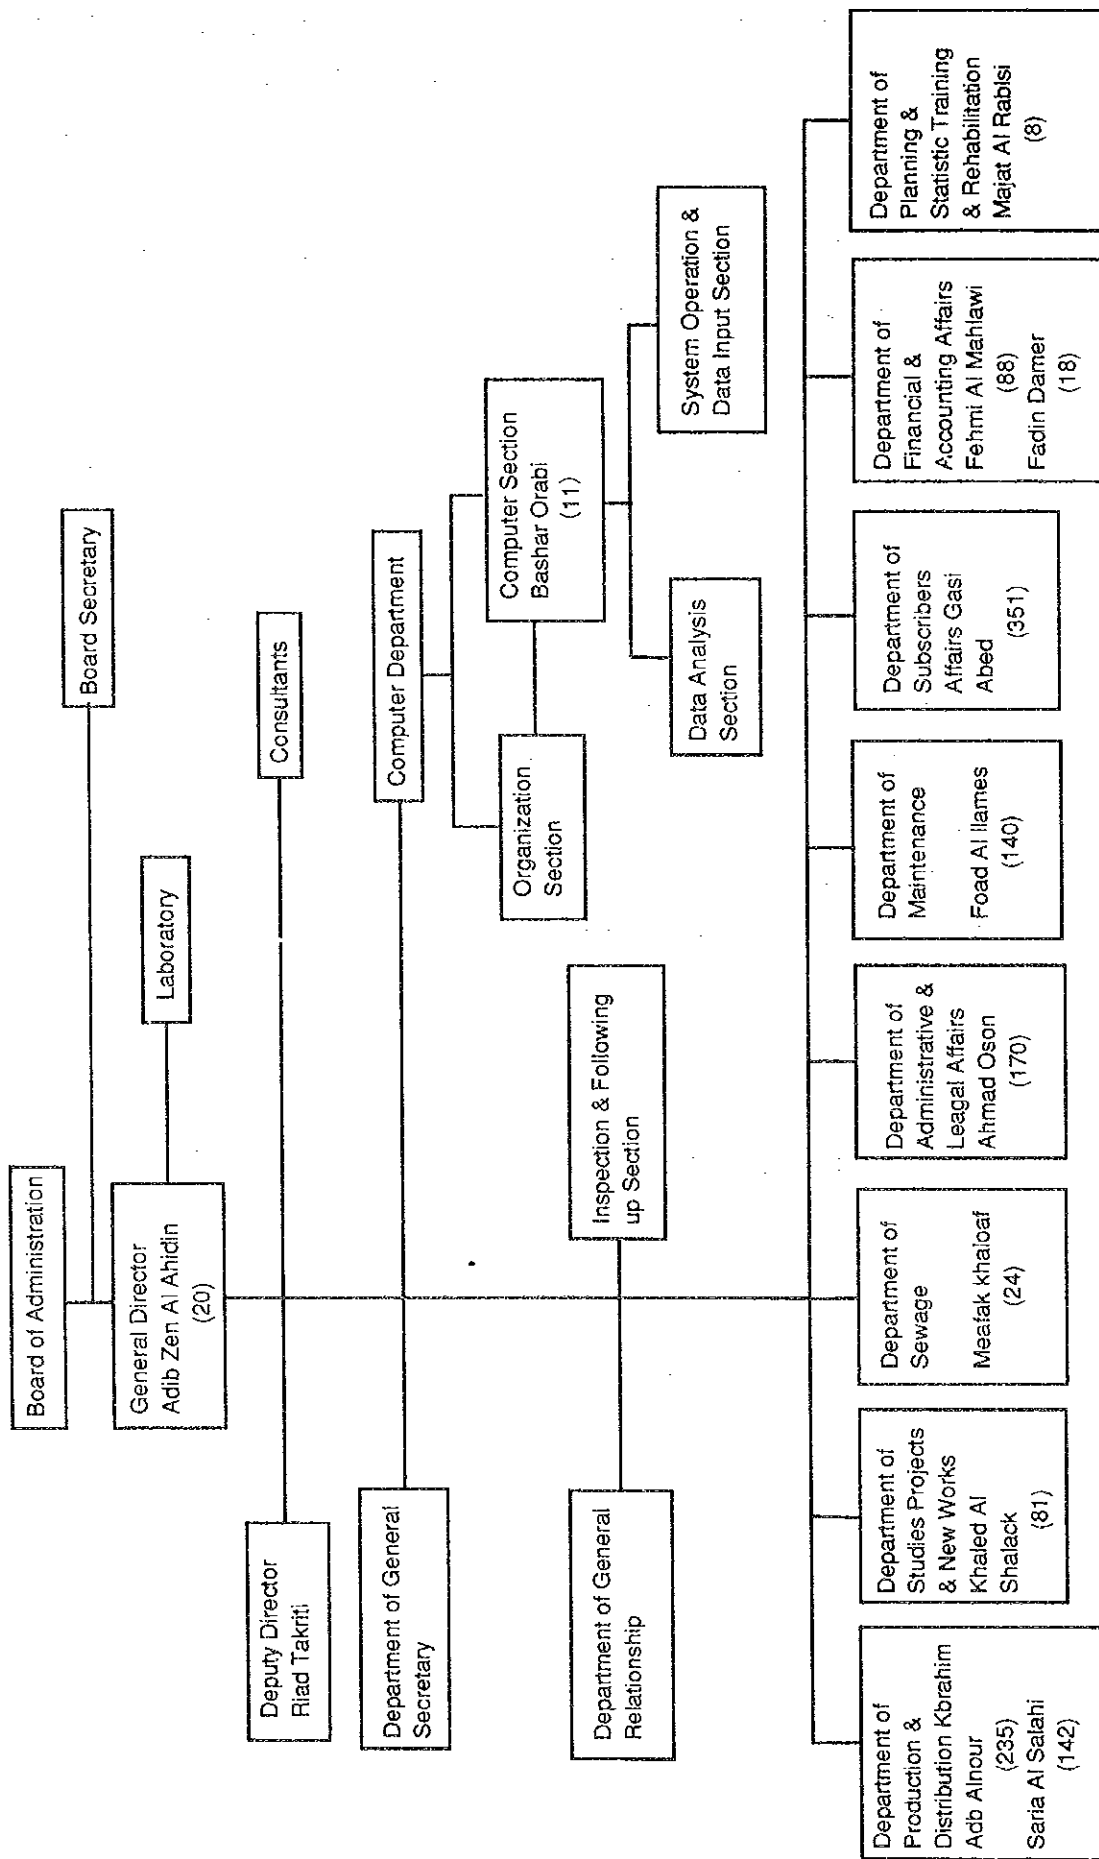 Board of Administration
Board Secretary
General Director
Adib Zen Al Ahidin
(20)
Laboratory
Deputy Director
Riad Takriti
Consultants
Department of General
Secretary
Computer Department
Organization
Section
Computer Section
Bashar Orabi
(11)
Data Analysis
Section
System Operation &
Data Input Section
Department of General
Relationship
Inspection & Following
up Section
Department of
Production &
Distribution Kbrahim
Adb Alnour
(235)
Saria Al Salahi
(142)
Department of
Studies Projects
& New Works
Khaled Al
Shalack
(81)
Department of
Sewage
Meafak khaloaf
(24)
Department of
Administrative &
Leagal Affairs
Ahmad Oson
(170)
Department of
Maintenance
Foad Al Ilames
(140)
Department of
Subscribers
Affairs Gasi
Abed
(351)
Department of
Financial &
Accounting Affairs
Fehmi Al Mahlawi
(88)
Fadin Damer
(18)
Department of
Planning &
Statistic Training
& Rehabilitation
Majat Al Rablsi
(8)